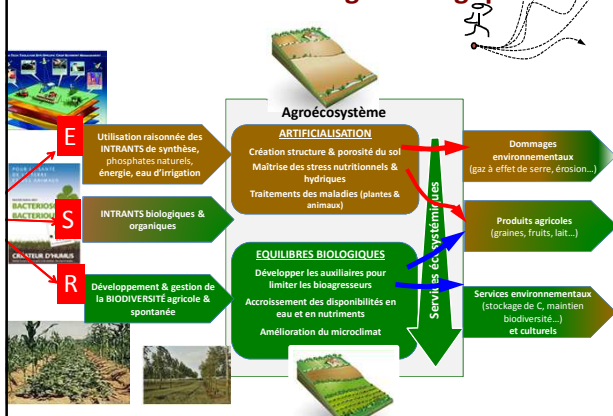 Agroécosystème
E
Utilisation raisonnée des
INTRANTS de synthèse,
phosphates naturels,
énergie, eau d'irrigation
ARTIFICIALISATION
Création structure & porosité du sol
Maîtrise des stress nutritionnels &
hydriques
Traitements des maladies (plantes &
animaux)
Dommages
environnementaux
(gaz à effet de serre, érosion…)
BACTERIOSOL
CREATEUR D'HUMUS
S
INTRANTS biologiques &
organiques
Services écosystémiques
Produits agricoles
(graines, fruits, lait…)
R
Développement & gestion de
la BIODIVERSITÉ agricole &
spontanée
EQUILIBRES BIOLOGIQUES
Développer les auxiliaires pour
limiter les bioagresseurs
Accroissement des disponibilités en
eau et en nutriments
Amélioration du microclimat
Services environnementaux
(stockage de C, maintien
biodiversité…)
et culturels